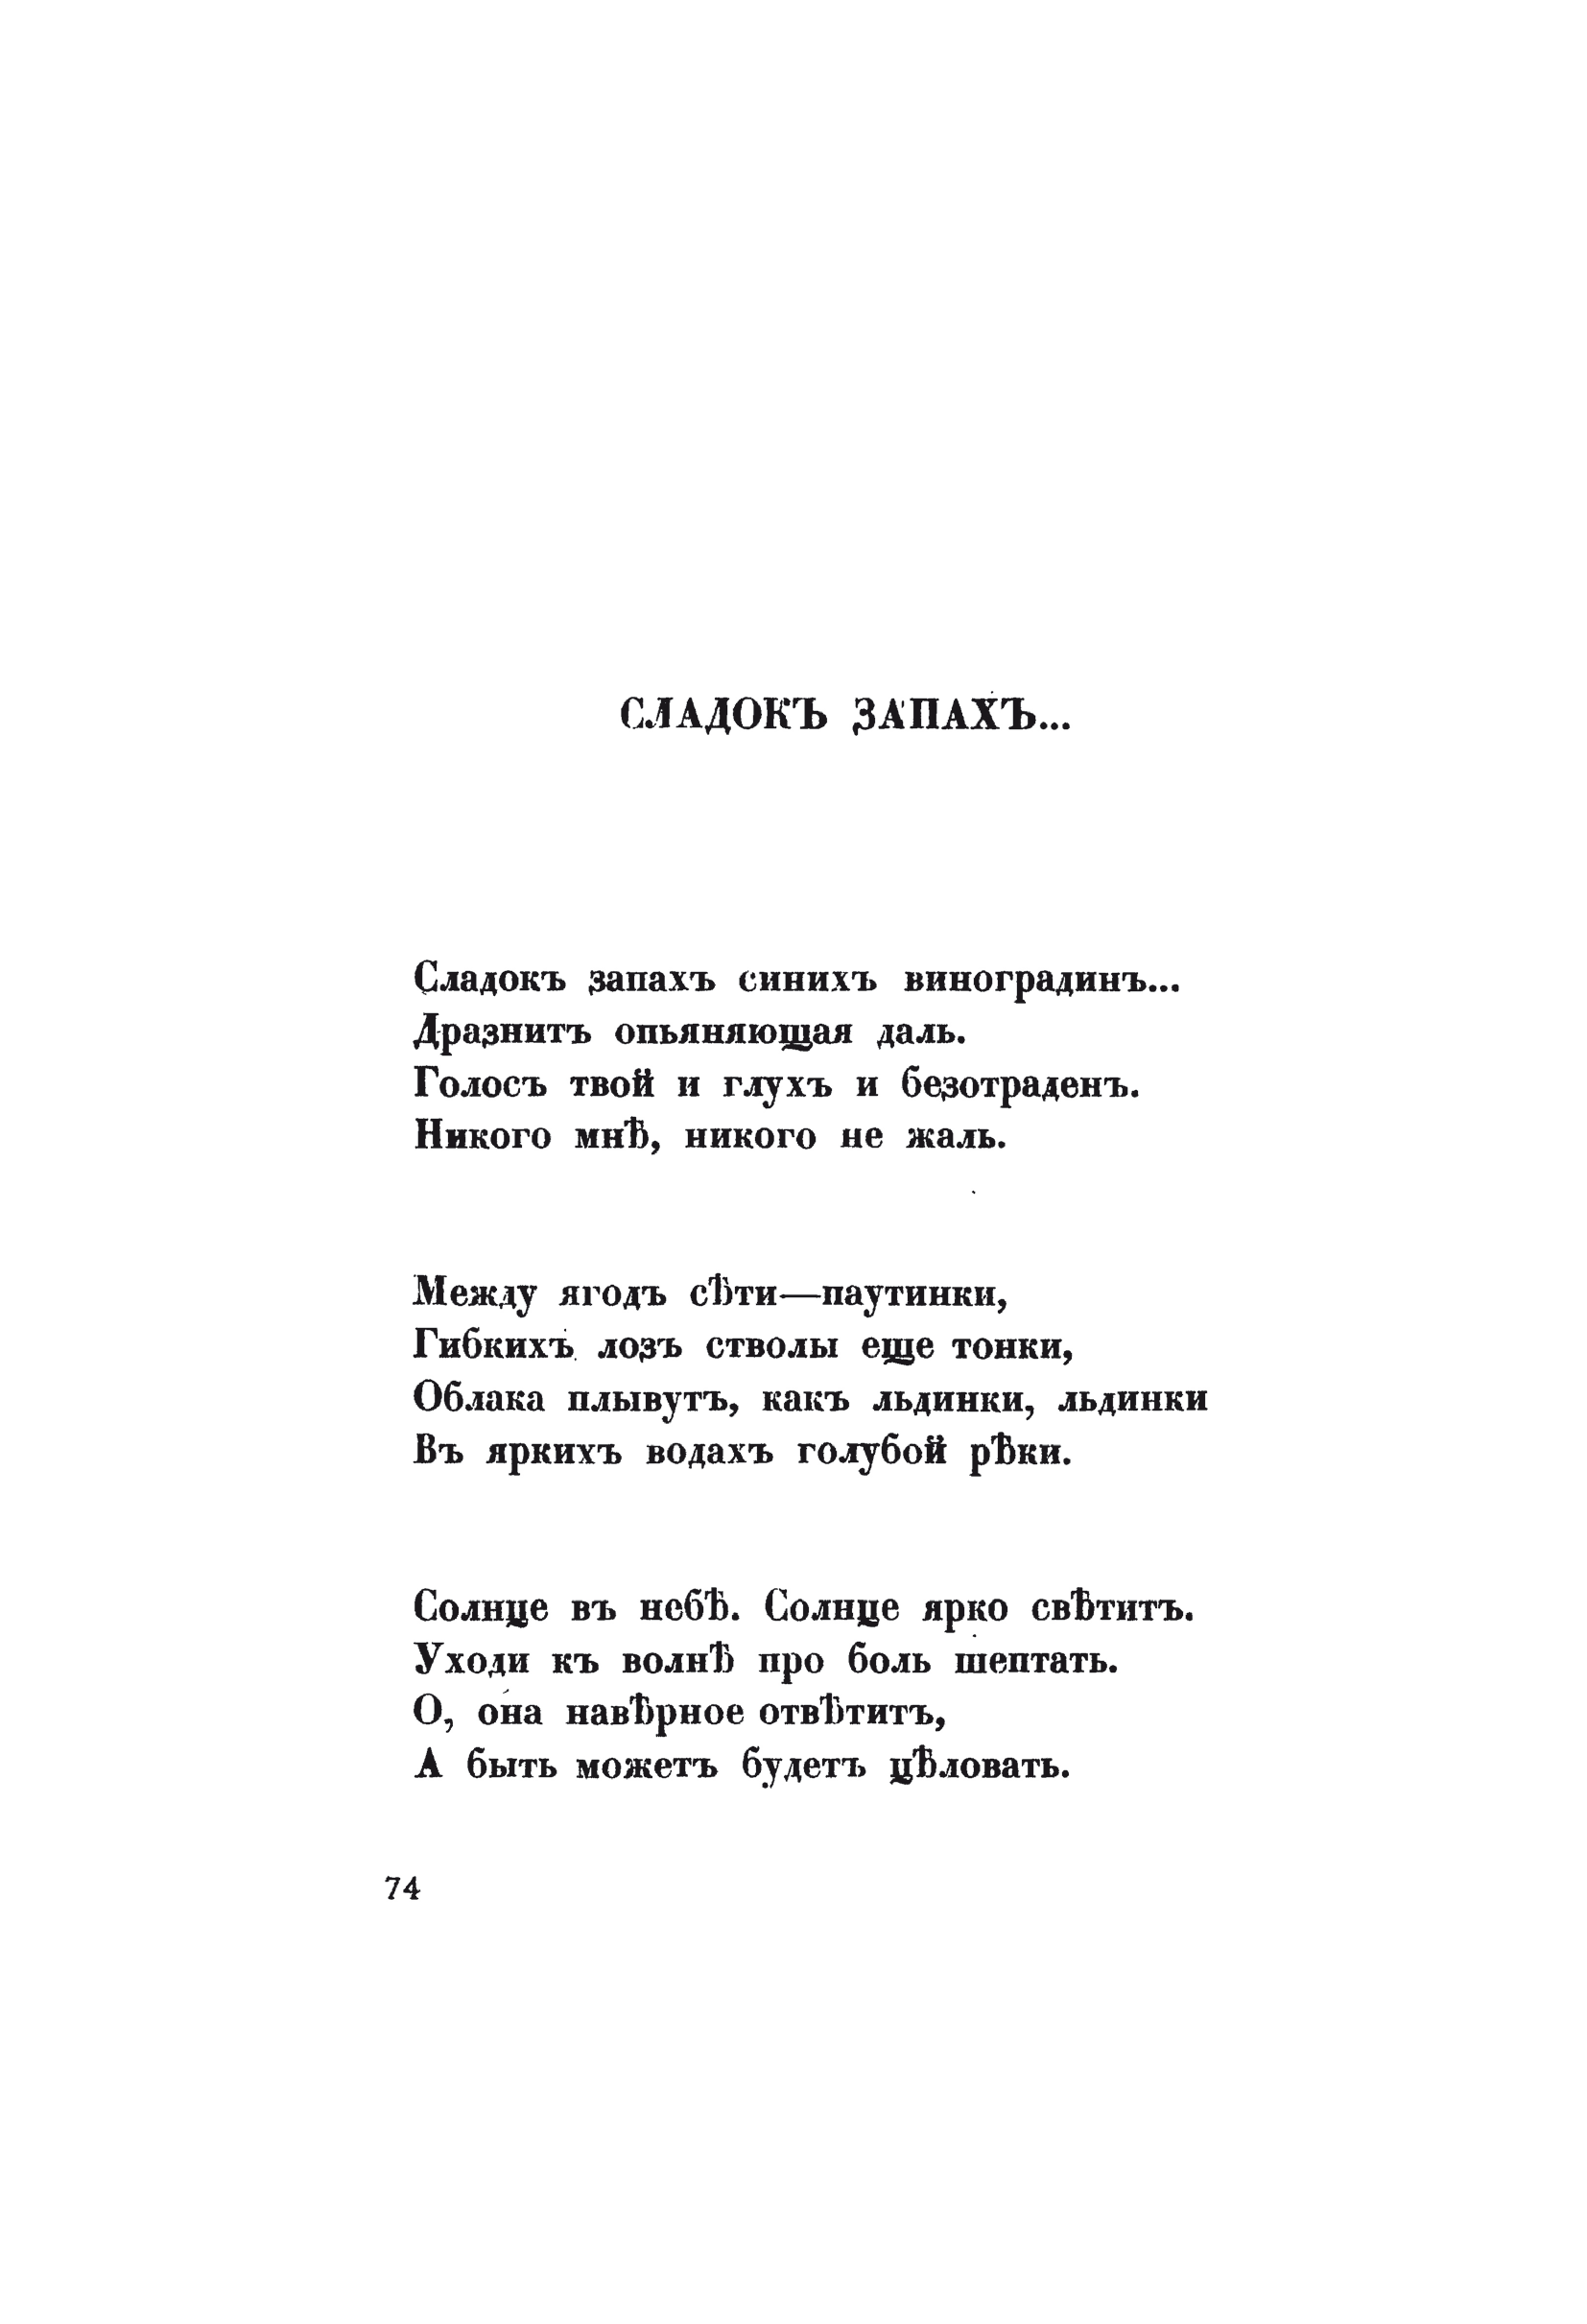 СЛАДОКЪ ЗАПАХЪ...
Сладокъ запахъ синихъ виноградинъ...
Дразнитъ опьяняющая даль.
Голосъ твой и глухъ и безотраденъ.
Никого мнѣ, никого не жаль.
Между ягодъ сѣти—паутинки,
Гибкихъ лозъ стволы еще тонки,
Облака плывутъ, какъ льдинки, льдинки
Въ яркихъ водахъ голубой рѣки.
Солнце въ небѣ. Солнце ярко свѣтитъ.
Уходи къ волнѣ про боль шептать.
О, она навѣрное отвѣтитъ,
А быть можетъ будетъ цѣловать.
74